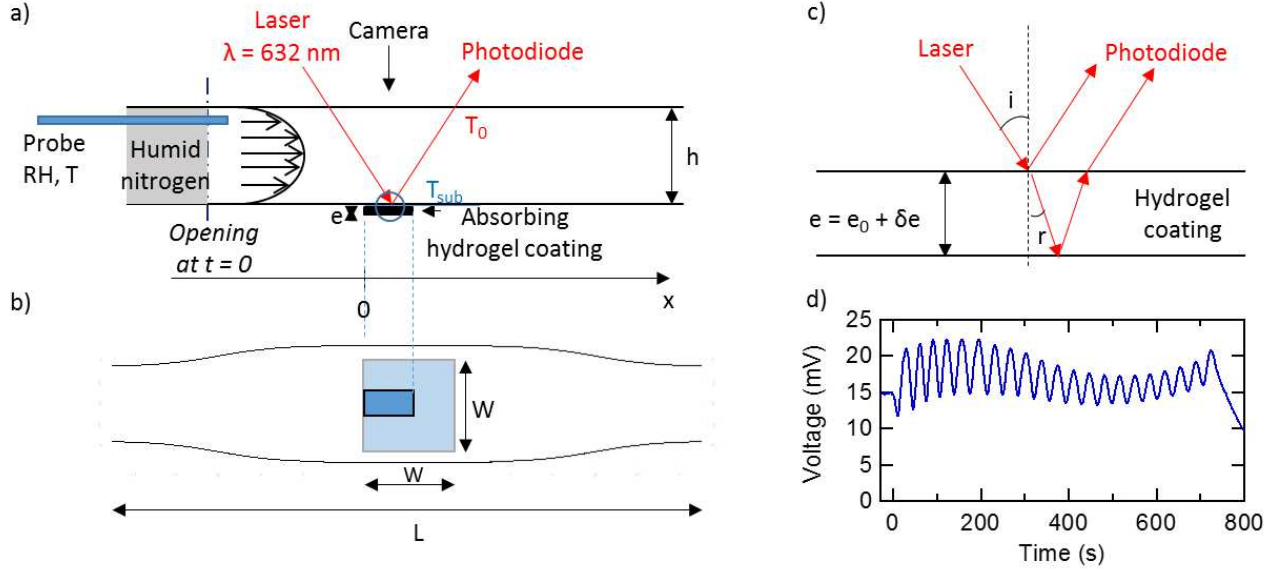 a)
Laser
λ = 632 nm
Camera
Photodiode
Probe
RH, T
Humid
nitrogen
T0
h
Tsub
e
Absorbing
hydrogel coating
Opening
at t = 0
0
x
b)
W
W
L
c)
Laser
Photodiode
i
e = e0 + δe
r
Hydrogel
coating
d)
Voltage (mV)
25
20
15
10
5
0
0
200
400
600
800
Time (s)